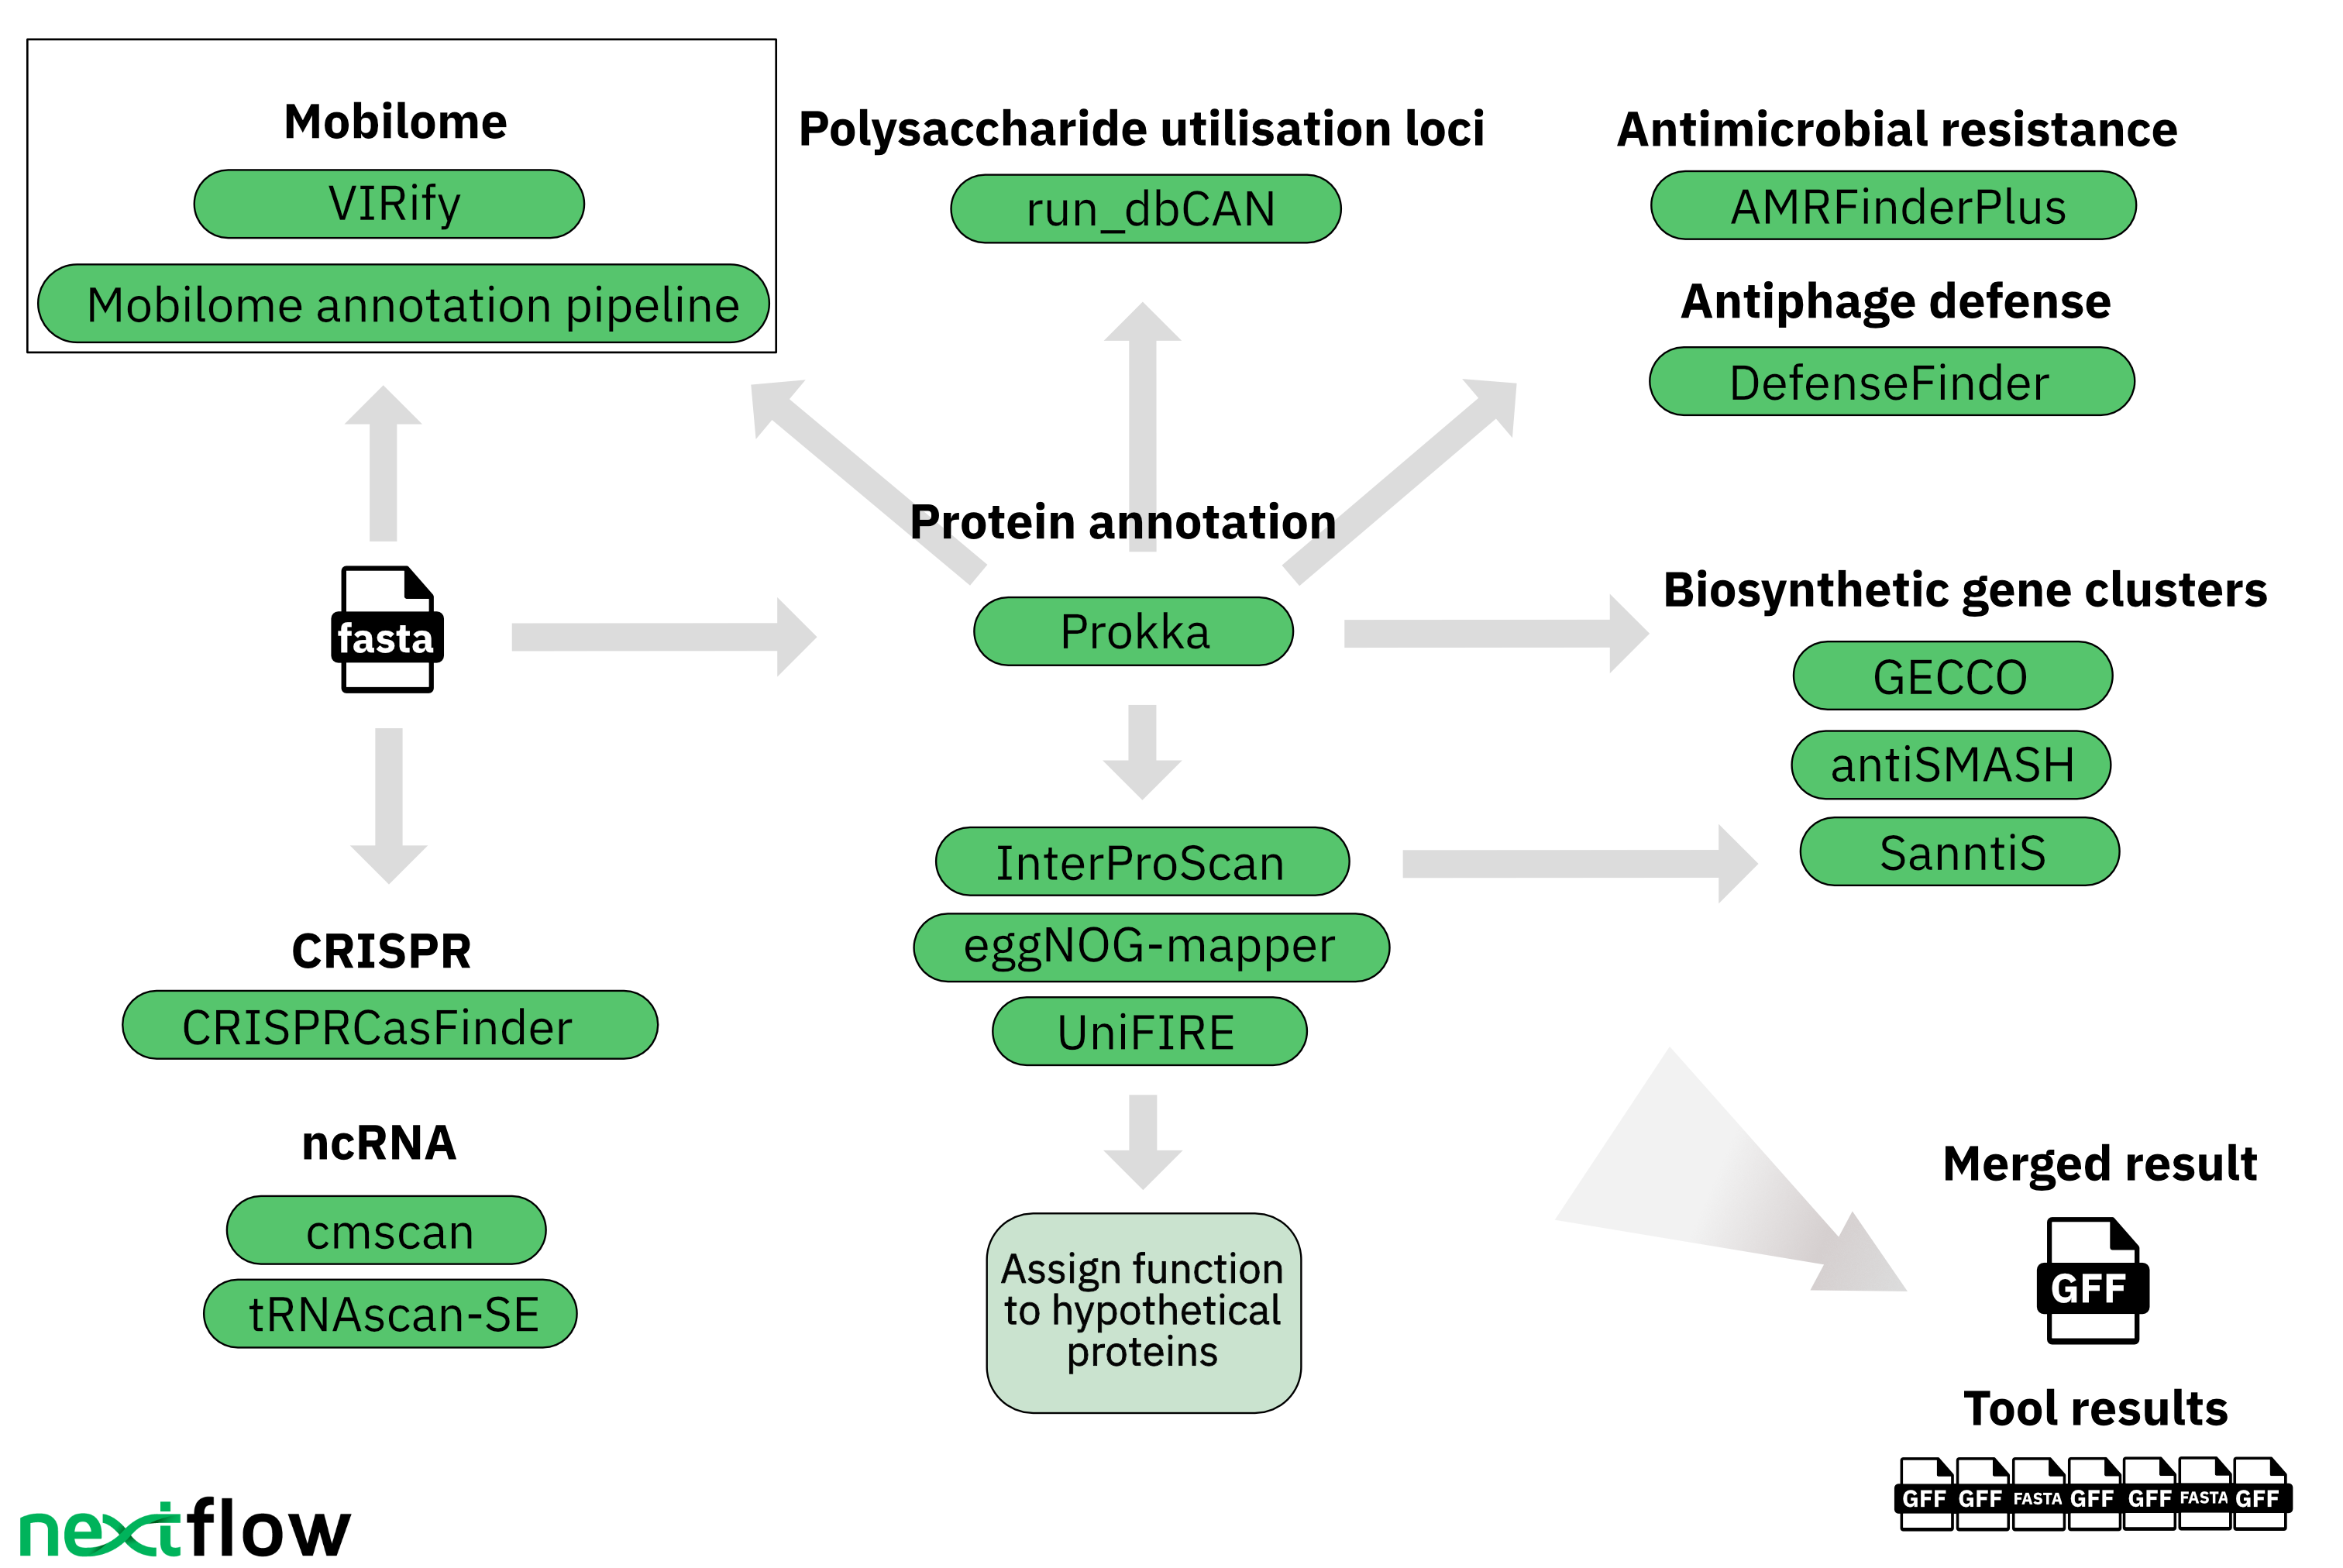 Mobilome
VIRify
Mobilome annotation pipeline
Polysaccharide utilisation loci
run_dbCAN
Antimicrobial resistance
AMRFinderPlus
Antiphage defense
DefenseFinder
fasta
Protein annotation
Prokka
Biosynthetic gene clusters
GECCO
antiSMASH
SanntiS
InterProScan
eggNOG-mapper
UniFIRE
CRISPR
CRISPRCasFinder
ncRNA
cmscan
tRNAscan-SE
Assign function
to hypothetical
proteins
Merged result
GFF
Tool results
GFF GFF FASTA GFF GFF FASTA GFF
nextflow